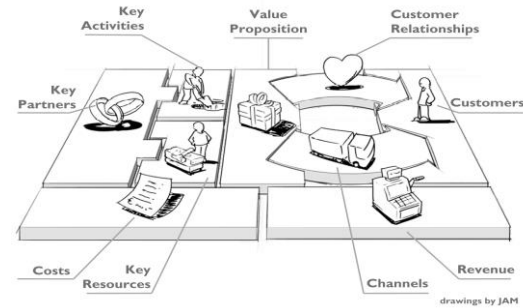 Key
Activities
Value
Proposition
Customer
Relationships
Key
Partners
Customers
Costs
Key
Resources
Channels
Revenue
drawings by JAM